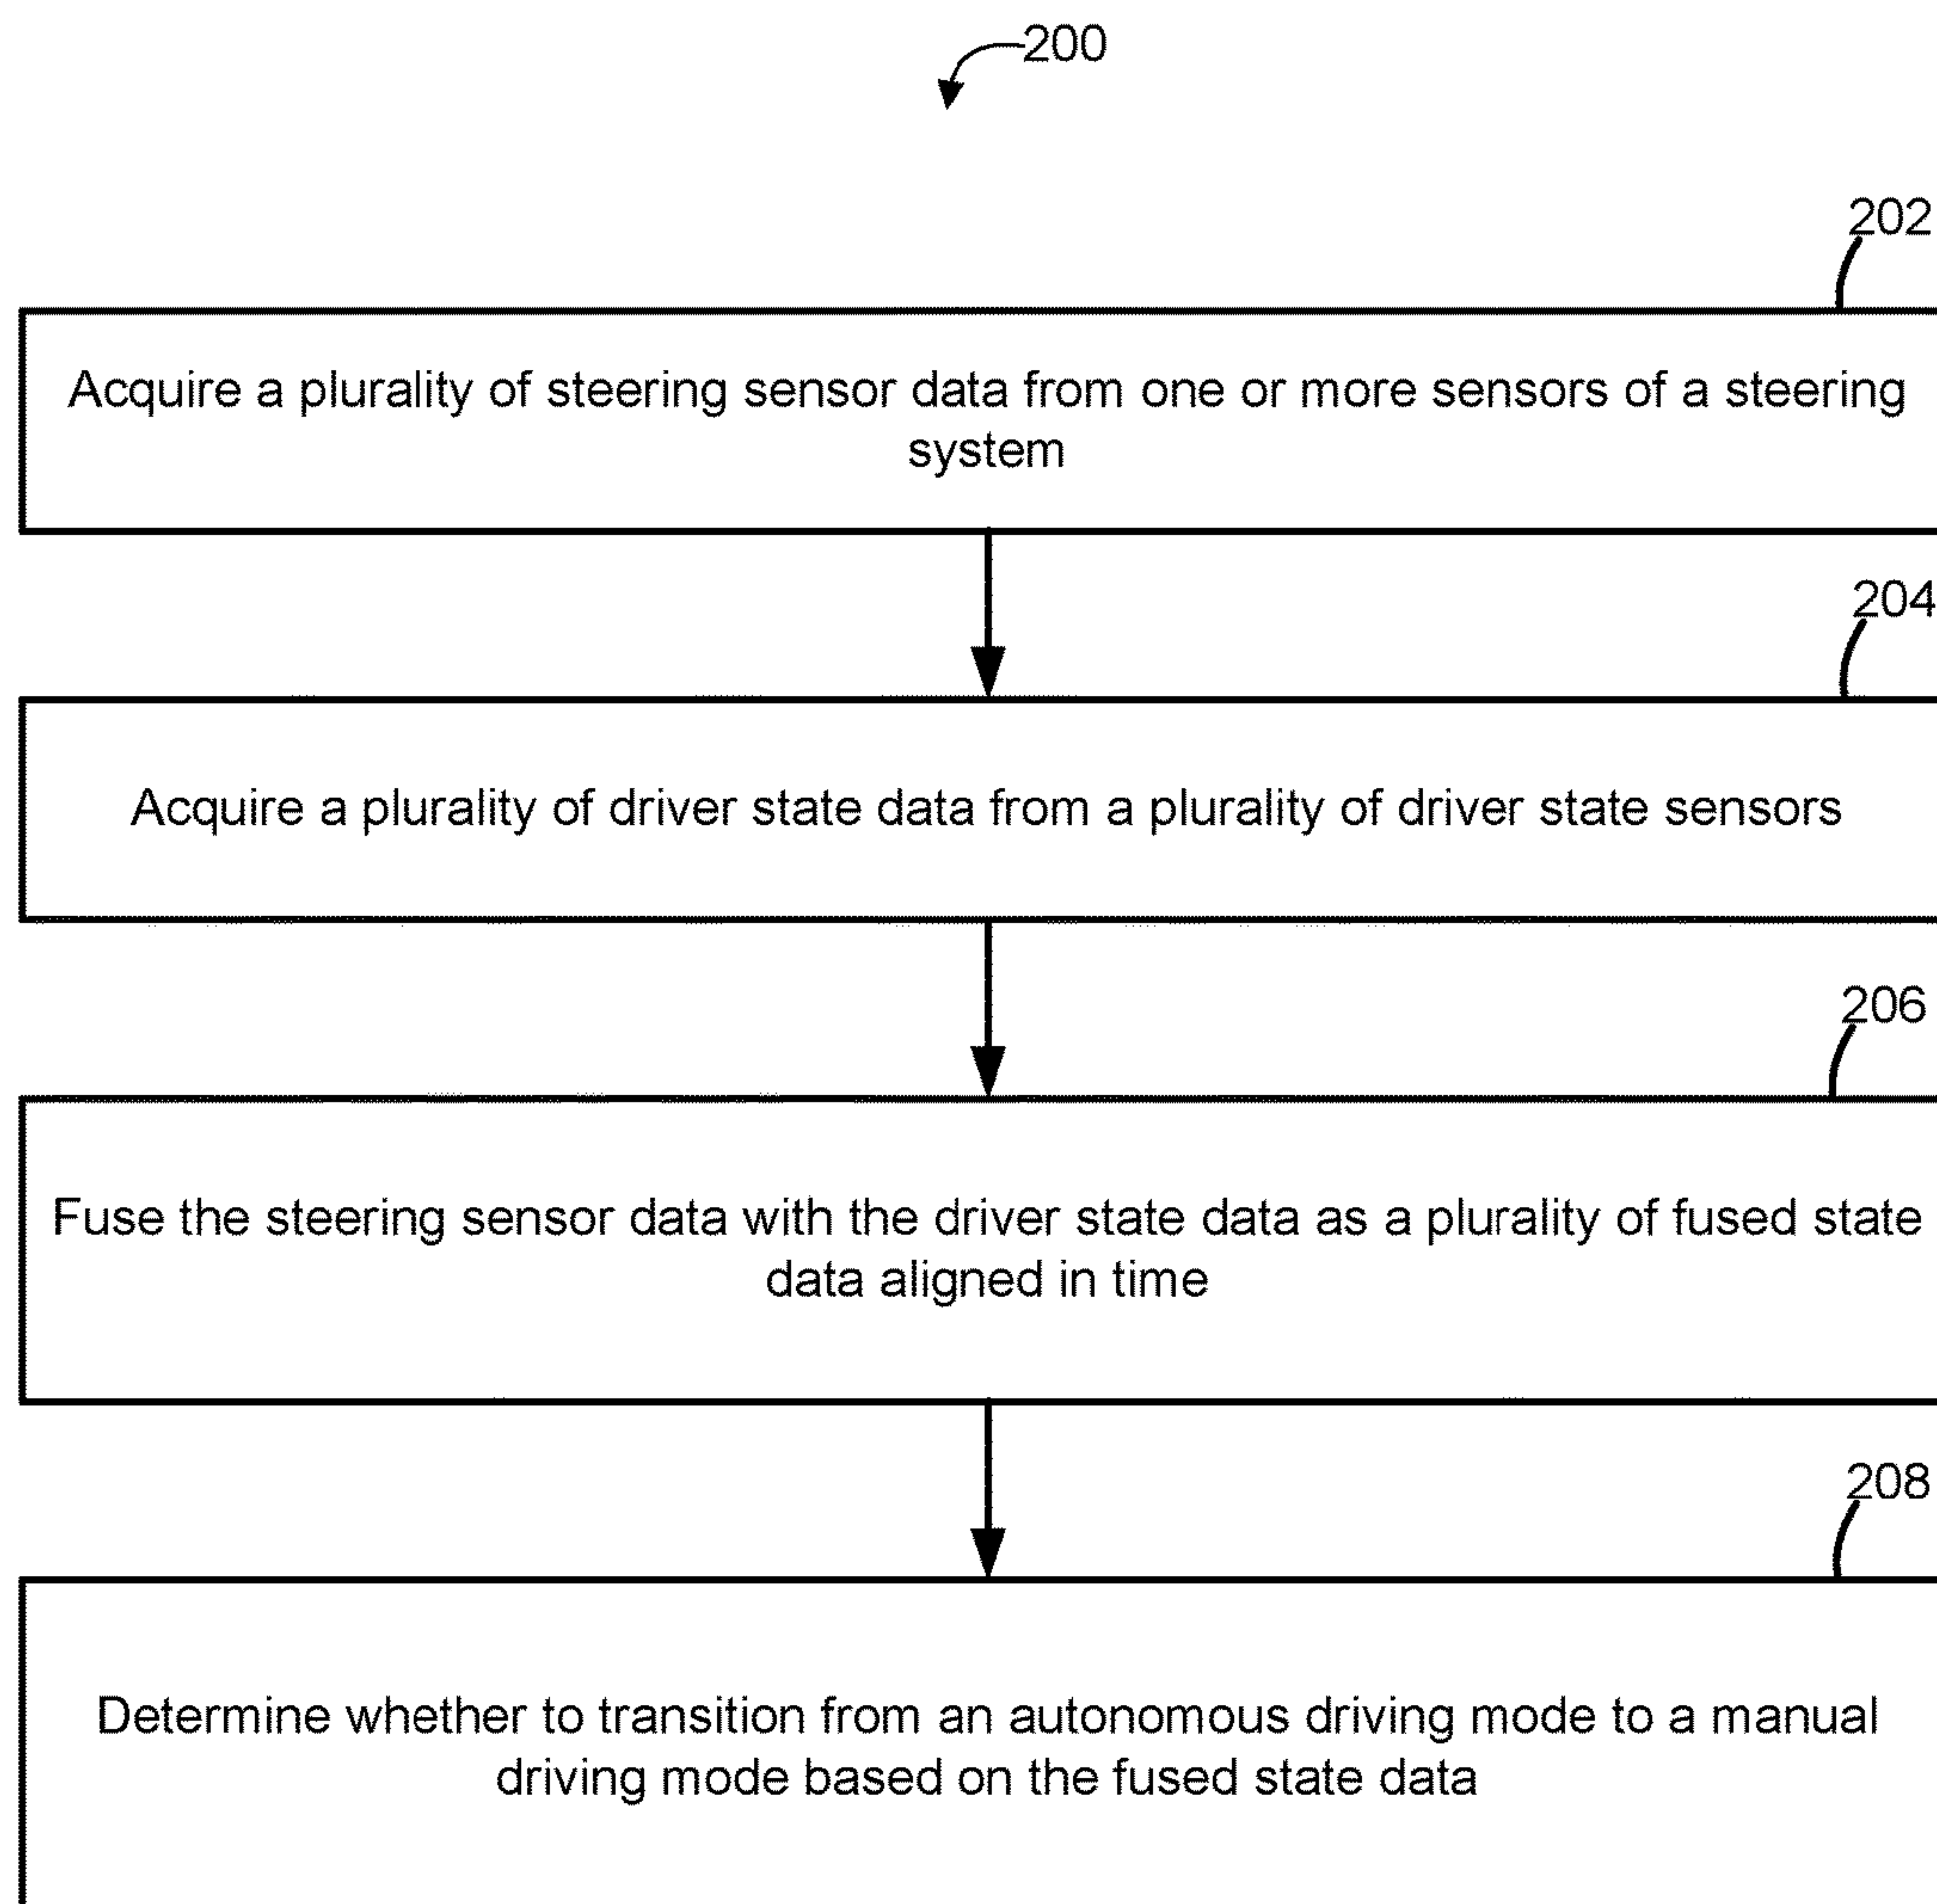 200
202
Acquire a plurality of steering sensor data from one or more sensors of a steering
system
204
Acquire a plurality of driver state data from a plurality of driver state sensors
206
Fuse the steering sensor data with the driver state data as a plurality of fused state
data aligned in time
208
Determine whether to transition from an autonomous driving mode to a manual
driving mode based on the fused state data